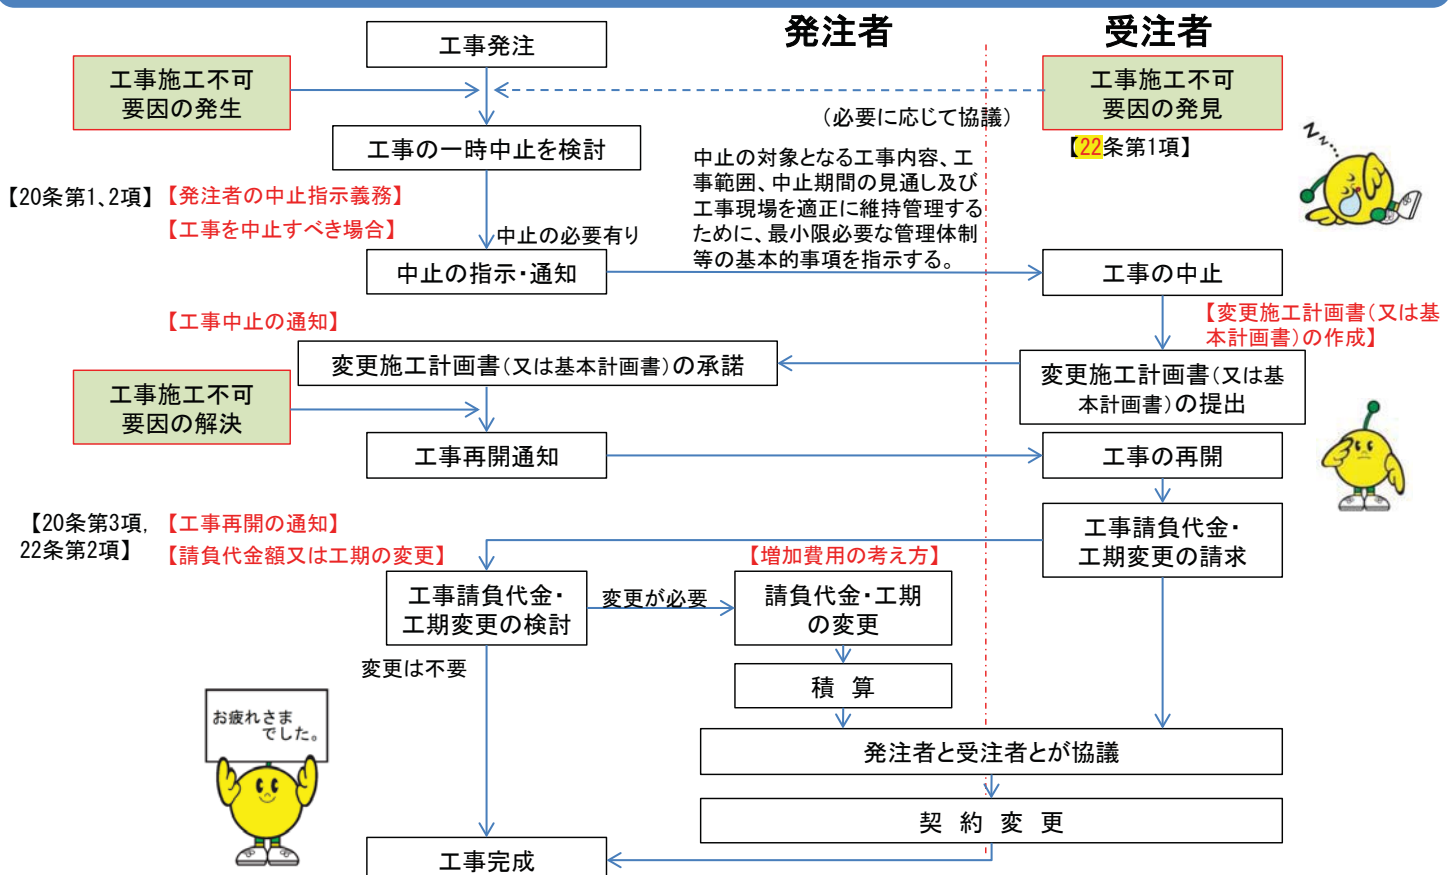 発注者
受注者
工事発注
工事施工不可
要因の発生
工事施工不可
要因の発見
(必要に応じて協議)
【22条第1項】
工事の一時中止を検討
中止の対象となる工事内容、工
事範囲、中止期間の見通し及び
工事現場を適正に維持管理する
ために、最小限必要な管理体制
等の基本的事項を指示する。
ZZZ...
【20条第1、2項】【発注者の中止指示義務】
【工事を中止すべき場合】
中止の必要有り
中止の指示・通知
工事の中止
【工事中止の通知】
【変更施工計画書(又は基
本計画書)の作成】
変更施工計画書(又は基本計画書)の承諾
変更施工計画書(又は基
本計画書)の提出
工事施工不可
要因の解決
工事再開通知
工事の再開
【20条第3項,
22条第2項】
【工事再開の通知】
【請負代金額又は工期の変更】
工事請負代金・
工期変更の請求
【増加費用の考え方】
工事請負代金・
工期変更の検討
変更が必要
請負代金・工期
の変更
変更は不要
積 算
お疲れさま
でした。
発注者と受注者とが協議
契 約 変 更
工事完成